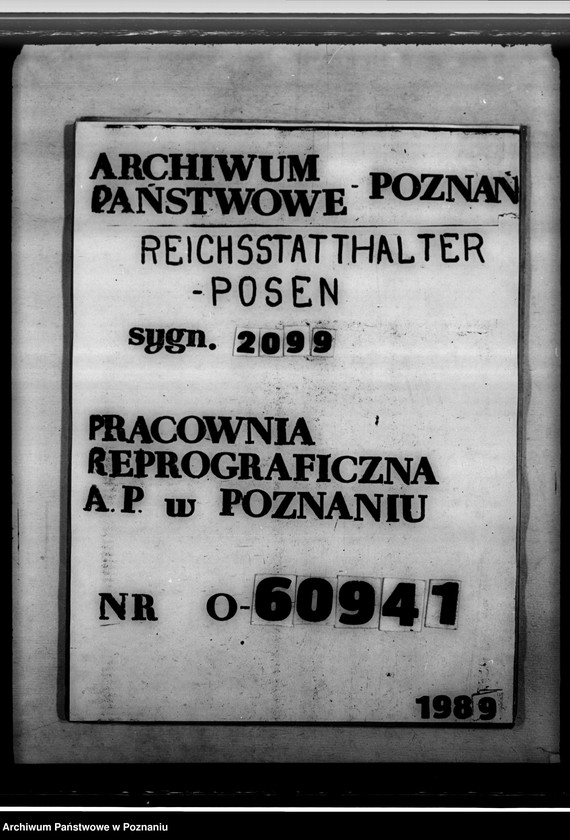 ARCHIWUM
PAŃSTWOWE - POZNAŃ
REICHSSTATTHALTER
-POSEN
sygn. 2099
PRACOWNIA
REPROGRAFICZNA
A.P. w POZNANIU
NR O-60941
1989
Archiwum Państwowe w Poznaniu